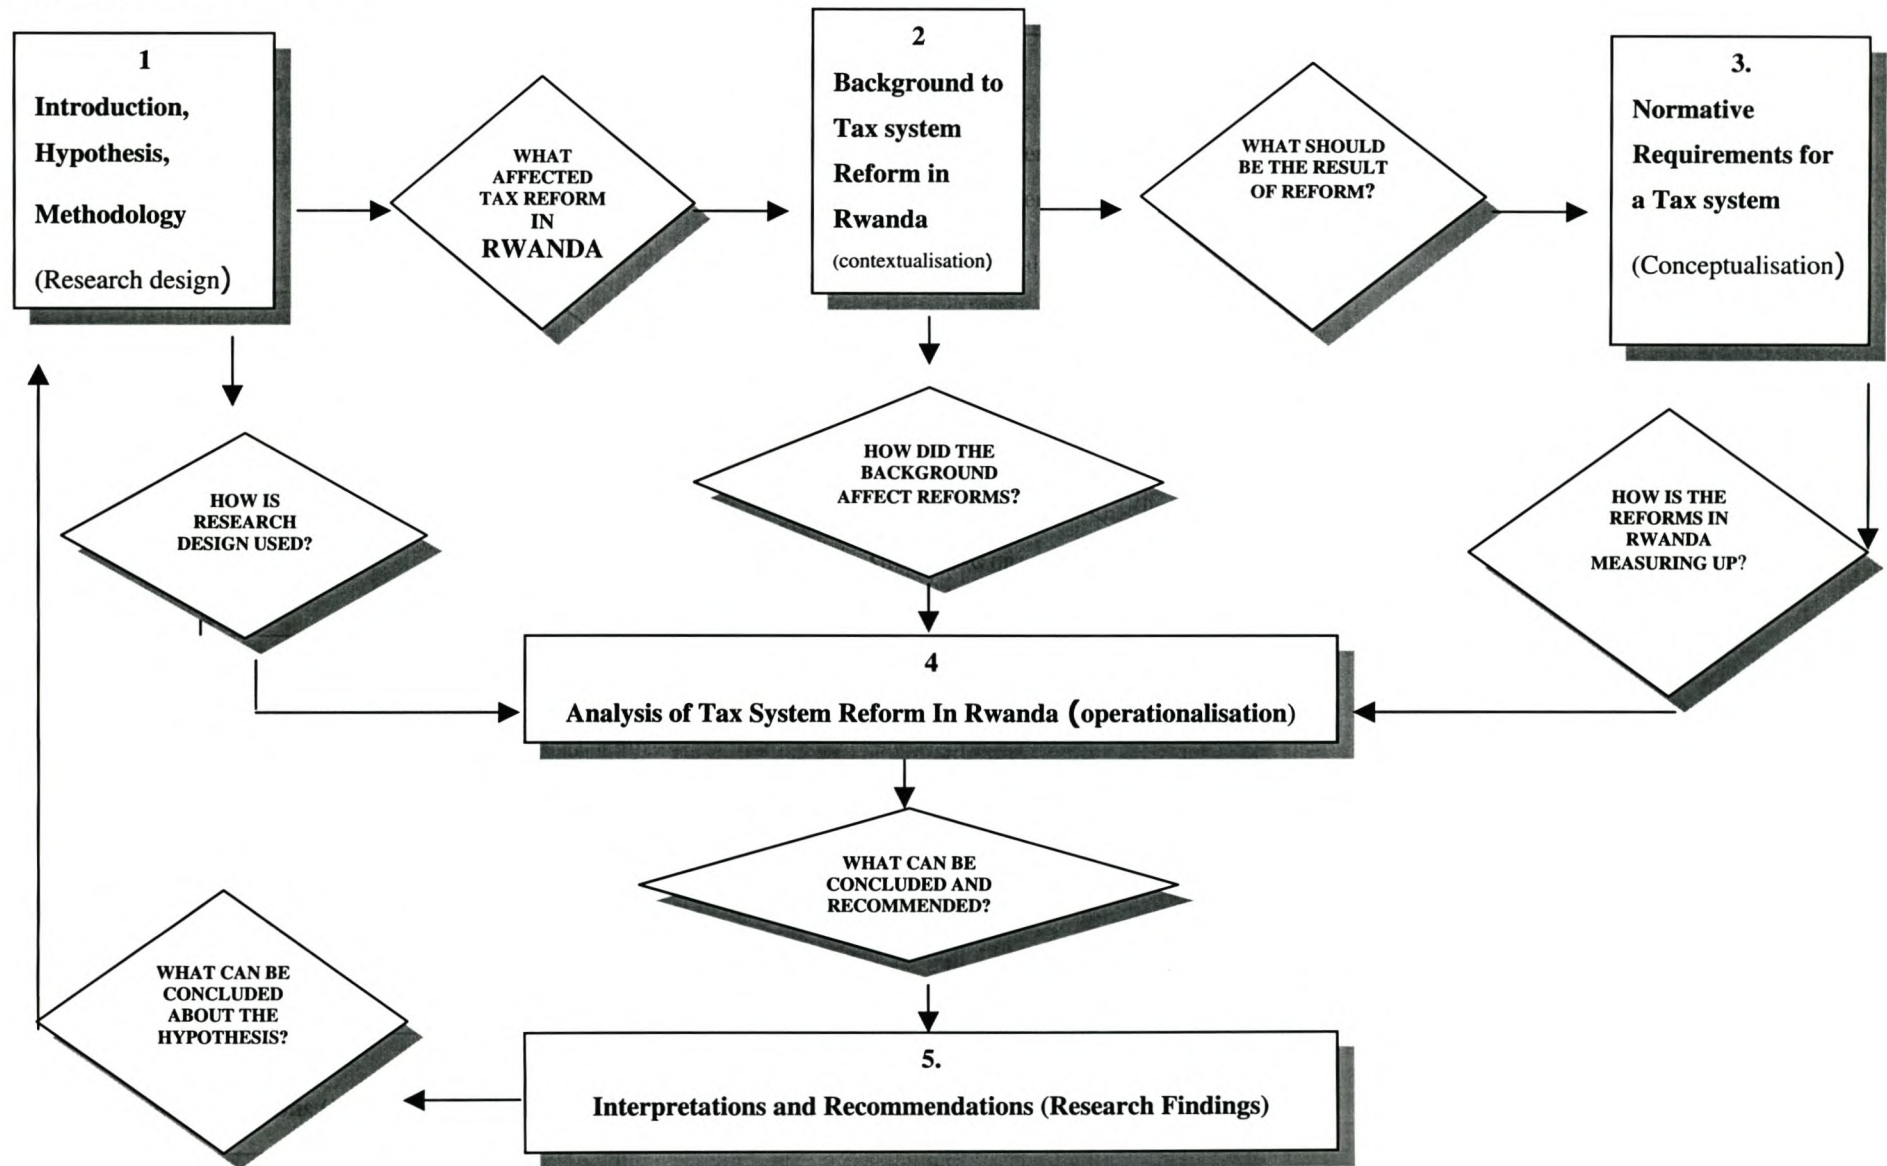 1
Introduction,
Hypothesis,
Methodology
(Research design)
WHAT
AFFECTED
TAX REFORM
IN
RWANDA
2
Background to
Tax system
Reform in
Rwanda
(contextualisation)
WHAT SHOULD
BE THE RESULT
OF REFORM?
3.
Normative
Requirements for
a Tax system
(Conceptualisation)
HOW IS
RESEARCH
DESIGN USED?
HOW DID THE
BACKGROUND
AFFECT REFORMS?
HOW IS THE
REFORMS IN
RWANDA
MEASURING UP?
4
Analysis of Tax System Reform In Rwanda (operationalisation)
WHAT CAN BE
CONCLUDED AND
RECOMMENDED?
WHAT CAN BE
CONCLUDED
ABOUT THE
HYPOTHESIS?
5.
Interpretations and Recommendations (Research Findings)